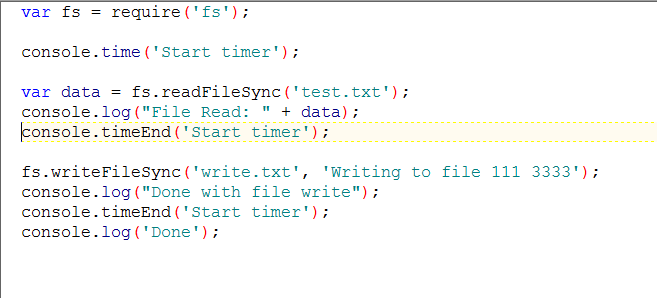 var fs = require('fs');
console.time('Start timer');
var data = fs.readFileSync('test.txt');
console.log("File Read: " + data);
console.timeEnd('Start timer');
fs.writeFileSync('write.txt', 'Writing to file 111 3333');
console.log("Done with file write");
console.timeEnd('Start timer');
console.log('Done');